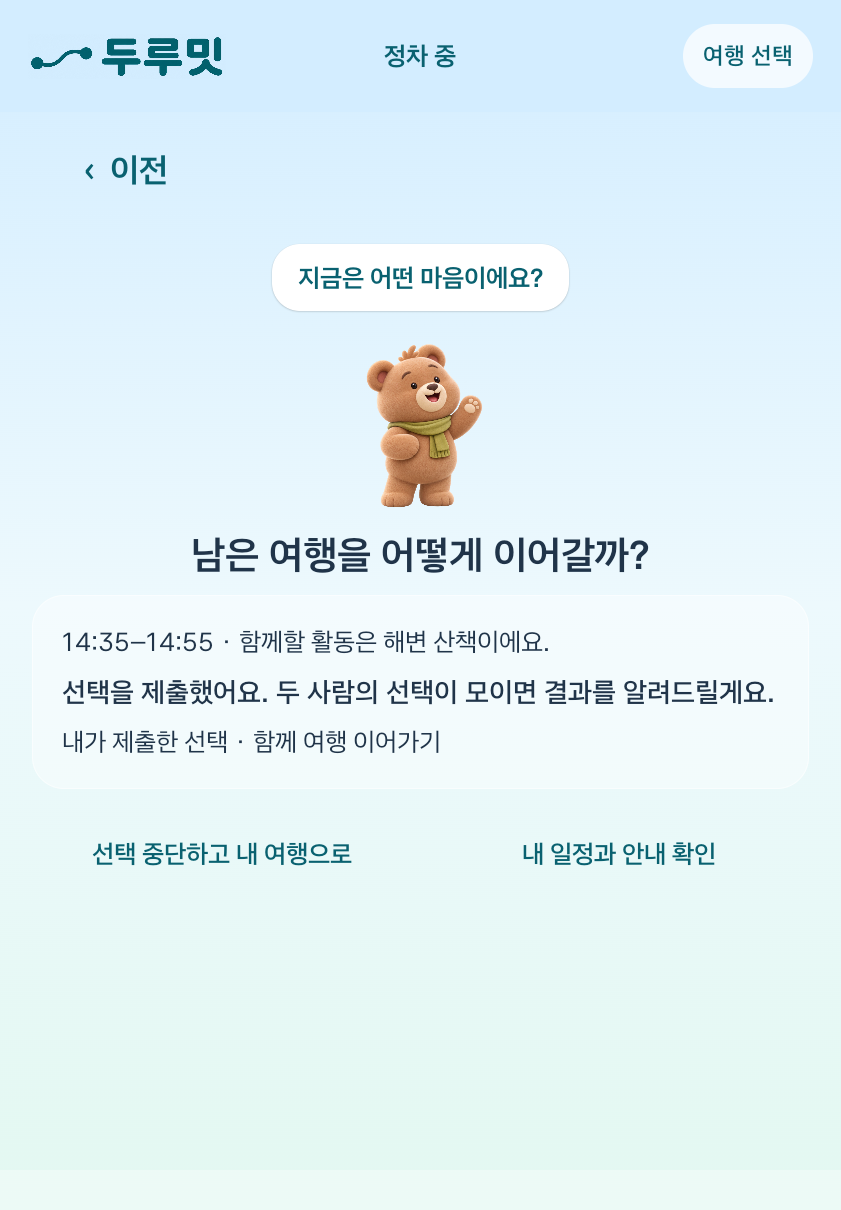 두루밋
정차 중
여행 선택
‹ 이전
지금은 어떤 마음이에요?
남은 여행을 어떻게 이어갈까?
14:35–14:55 · 함께할 활동은 해변 산책이에요.
선택을 제출했어요. 두 사람의 선택이 모이면 결과를 알려드릴게요.
내가 제출한 선택 · 함께 여행 이어가기
선택 중단하고 내 여행으로
내 일정과 안내 확인